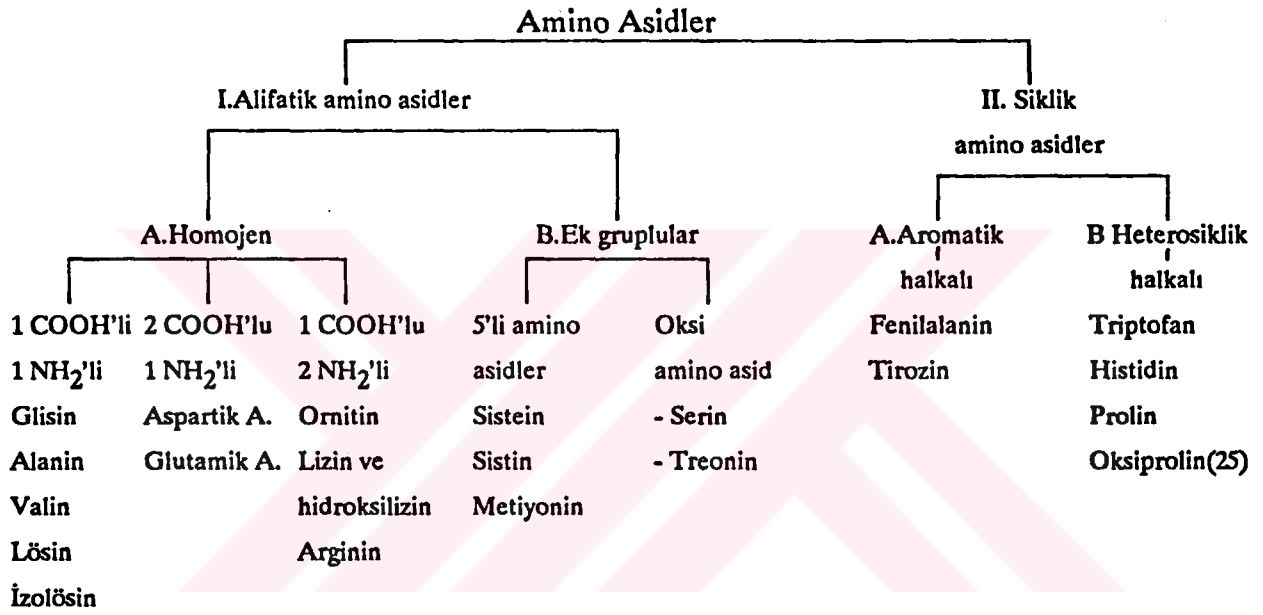 Amino Asidler
I.Alifatik amino asidler
II. Siklik
amino asidler
A.Homojen
B.Ek gruplular
A.Aromatik
halkalı
B Heterosiklik
halkalı
1 COOH'li
1 NH2'li
Glisin
Alanin
Valin
Lösin
İzolösin
2 COOH'lu
1 NH2'li
Aspartik A.
Glutamik A.
1 COOH'lu
2 NH2'li
Ornitin
Lizin ve
hidroksilizin
Arginin
5'li amino
asidler
Sistein
Sistin
Metiyonin
Oksi
amino asid
- Serin
- Treonin
Fenilalanin
Tirozin
Triptofan
Histidin
Prolin
Oksiprolin(25)